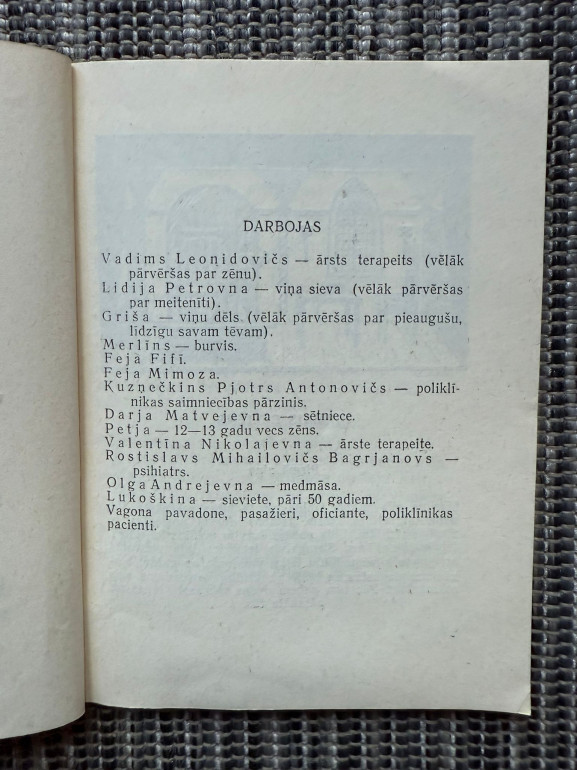 DARBOJAS
Vadims Leonidovičs — ārsts terapeits (vēlāk
pārvēršas par zēnu).
Lidija Petrovna — viņa sieva (vēlāk pārvēršas
par meitenīti).
Griša — viņu dēls (vēlāk pārvēršas par pieaugušu,
līdzīgu savam tēvam).
Merlīns — burvis.
Feja Fifī.
Feja Mimoza.
Kuzņečkins Pjotrs Antonovičs — poliklī-
nikas saimniecības pārzinis.
Darja Matvejevna — sētniece.
Petja — 12—13 gadu vecs zēns.
Valentīna Nikolajevna — ārste terapeite.
Rostislavs Mihailovičs Bagrjanovs —
psihiatrs.
Olga Andrejevna — medmāsa.
Lukoškina — sieviete, pāri 50 gadiem.
Vagona pavadone, pasažieri, oficiante, poliklīnikas
pacienti.